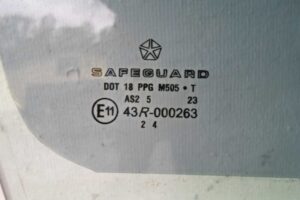 SAFEGUARD
DOT 18 PPG M505 • T
AS2 5 23
E11 43R-000263
2 4